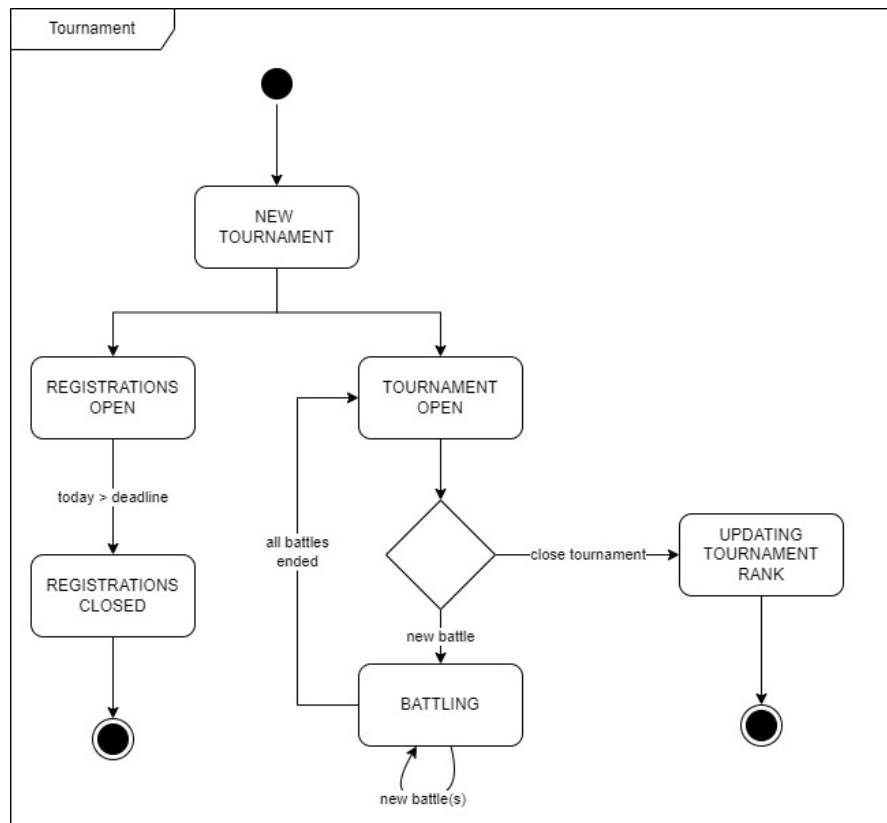 Tournament
NEW
TOURNAMENT
REGISTRATIONS
OPEN
TOURNAMENT
OPEN
today > deadline
all battles
ended
close tournament
UPDATING
TOURNAMENT
RANK
REGISTRATIONS
CLOSED
new battle
BATTLING
new battle(s)